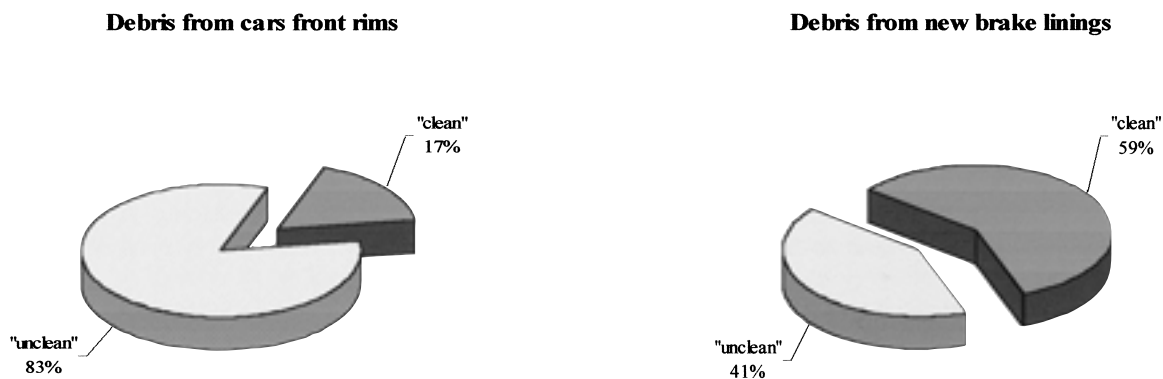 Debris from cars front rims
"clean"
17%
"unclean"
83%
Debris from new brake linings
"clean"
59%
"unclean"
41%